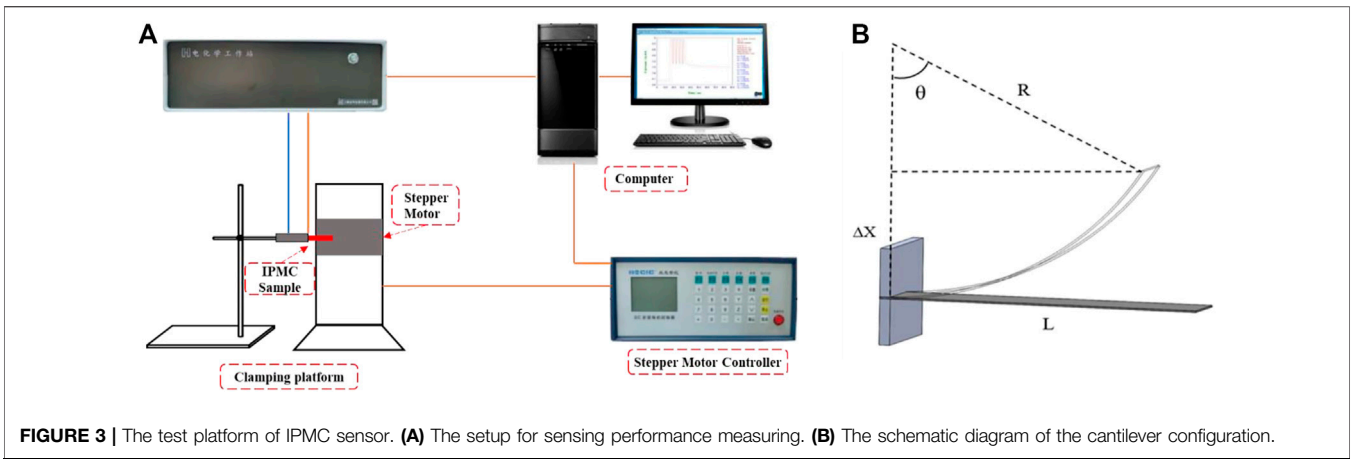 A
电化学工作站
Computer
Stepper
Motor
IPMC
Sample
Clamping platform
Stepper Motor Controller
B
θ
R
ΔX
L
FIGURE 3 | The test platform of IPMC sensor. (A) The setup for sensing performance measuring. (B) The schematic diagram of the cantilever configuration.